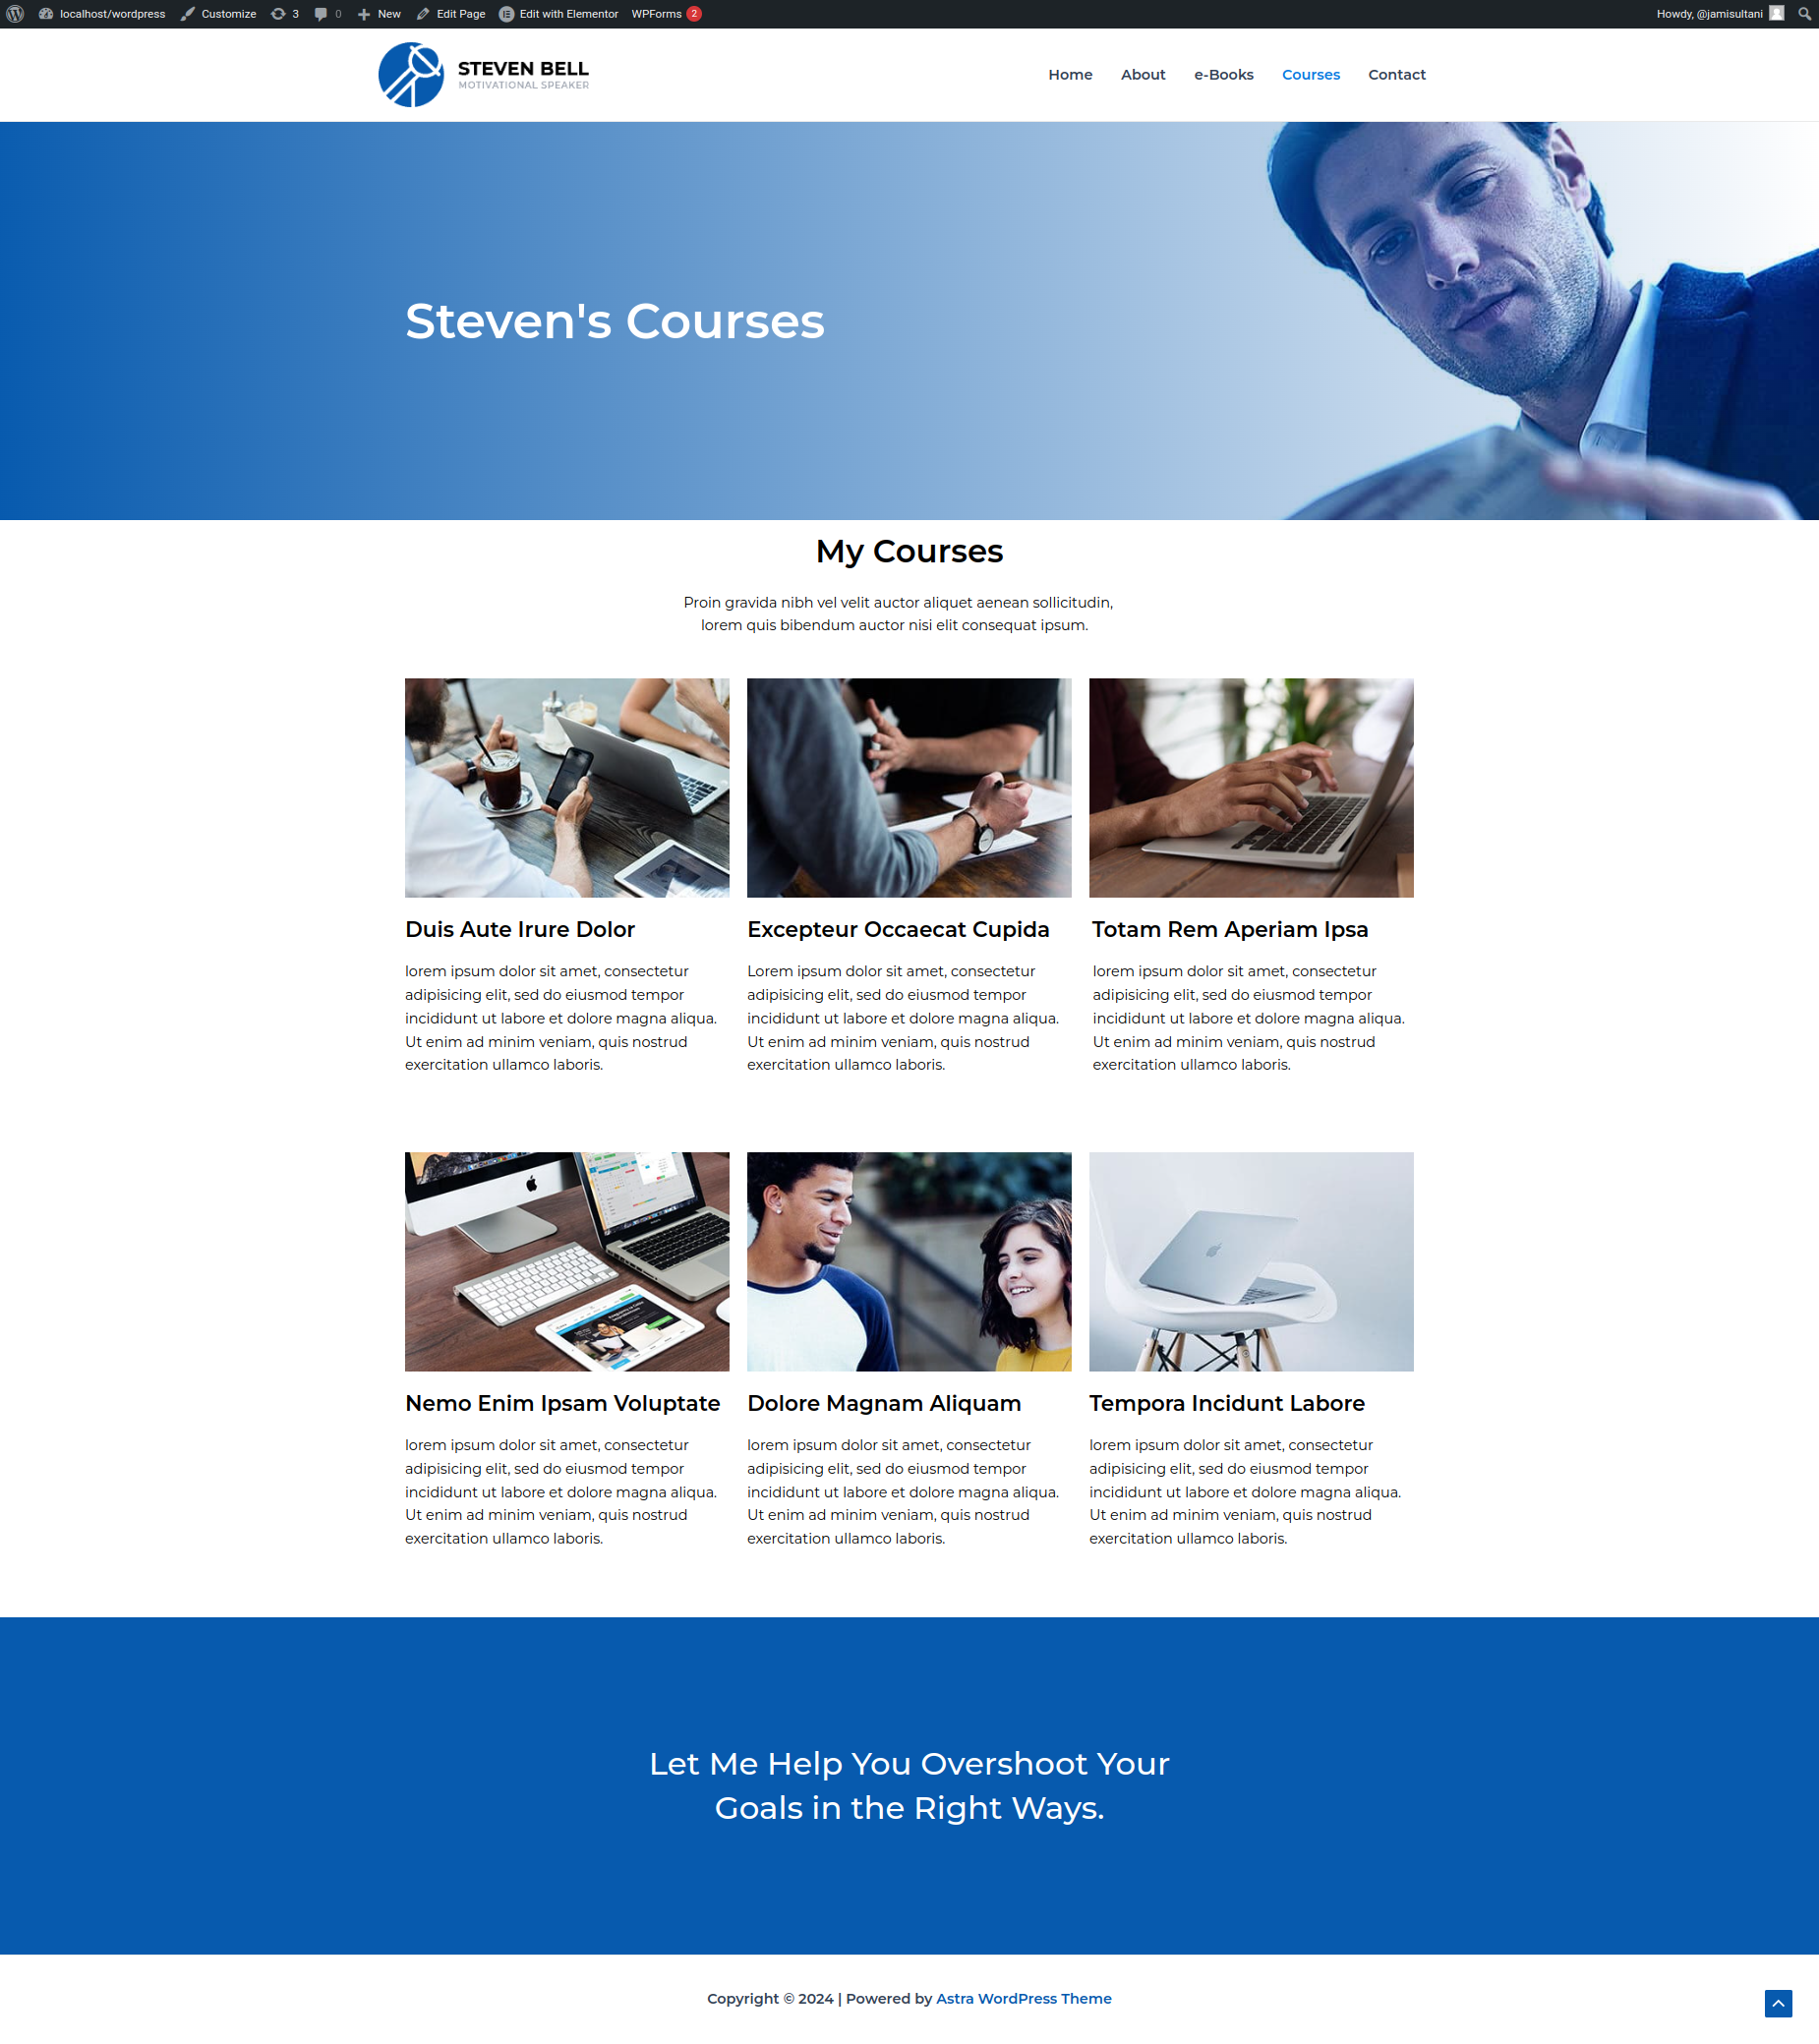 localhost/wordpress Customize 3 0 New Edit Page Edit with Elementor WPForms 2 Howdy, @jamisultani
STEVEN BELL
MOTIVATIONAL SPEAKER
Home About e-Books Courses Contact
Steven's Courses
My Courses
Proin gravida nibh vel velit auctor aliquet aenean sollicitudin,
lorem quis bibendum auctor nisi elit consequat ipsum.
Duis Aute Irure Dolor
lorem ipsum dolor sit amet, consectetur
adipisicing elit, sed do eiusmod tempor
incididunt ut labore et dolore magna aliqua.
Ut enim ad minim veniam, quis nostrud
exercitation ullamco laboris.
Excepteur Occaecat Cupida
Lorem ipsum dolor sit amet, consectetur
adipisicing elit, sed do eiusmod tempor
incididunt ut labore et dolore magna aliqua.
Ut enim ad minim veniam, quis nostrud
exercitation ullamco laboris.
Totam Rem Aperiam Ipsa
lorem ipsum dolor sit amet, consectetur
adipisicing elit, sed do eiusmod tempor
incididunt ut labore et dolore magna aliqua.
Ut enim ad minim veniam, quis nostrud
exercitation ullamco laboris.
Nemo Enim Ipsam Voluptate
lorem ipsum dolor sit amet, consectetur
adipisicing elit, sed do eiusmod tempor
incididunt ut labore et dolore magna aliqua.
Ut enim ad minim veniam, quis nostrud
exercitation ullamco laboris.
Dolore Magnam Aliquam
lorem ipsum dolor sit amet, consectetur
adipisicing elit, sed do eiusmod tempor
incididunt ut labore et dolore magna aliqua.
Ut enim ad minim veniam, quis nostrud
exercitation ullamco laboris.
Tempora Incidunt Labore
lorem ipsum dolor sit amet, consectetur
adipisicing elit, sed do eiusmod tempor
incididunt ut labore et dolore magna aliqua.
Ut enim ad minim veniam, quis nostrud
exercitation ullamco laboris.
Let Me Help You Overshoot Your
Goals in the Right Ways.
Copyright © 2024 | Powered by Astra WordPress Theme